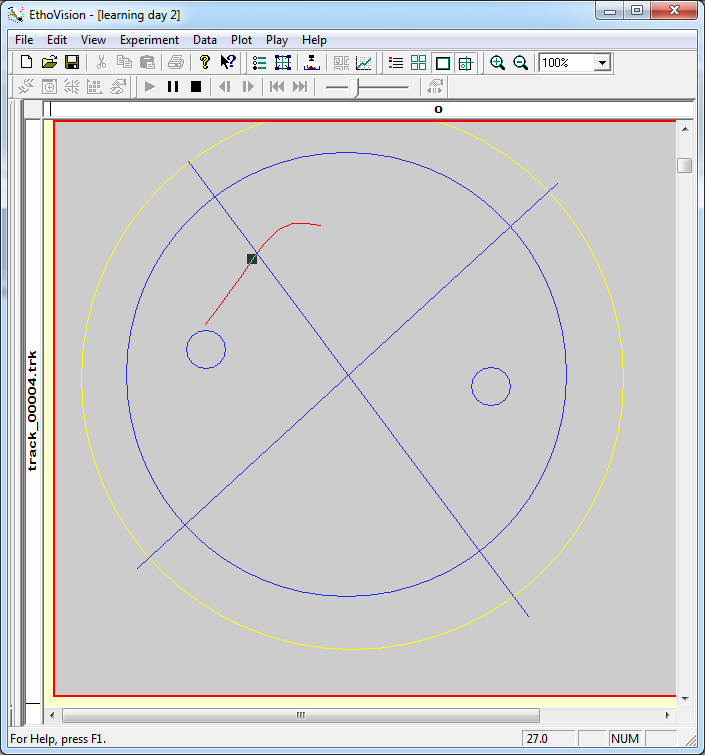 EthoVision - [learning day 2]
File Edit View Experiment Data Plot Play Help
100%
O
track_00004.trk
For Help, press F1.
27.0
NUM